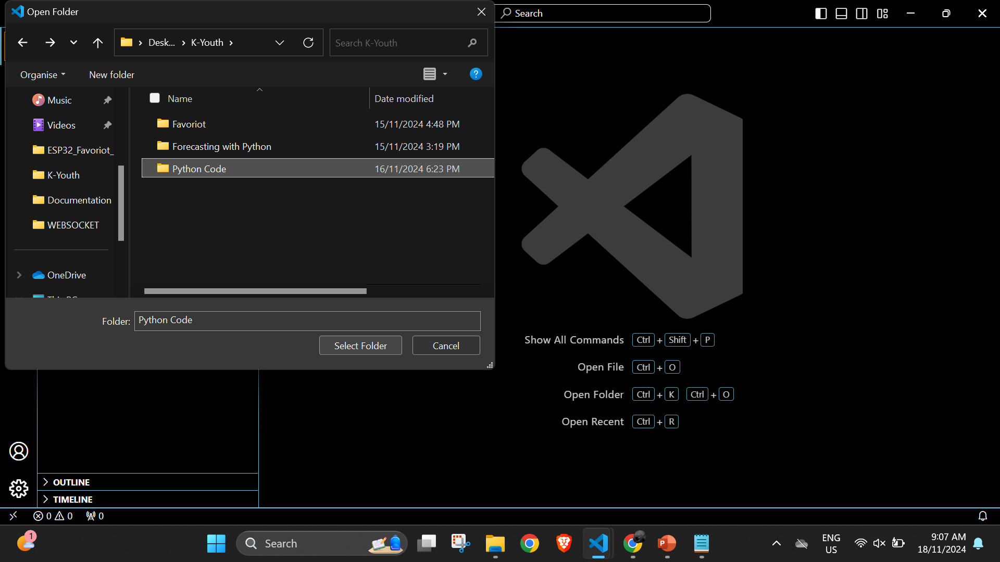 Open Folder
Search
Desk... K-Youth
Search K-Youth
Organise
New folder
?
Music
Videos
ESP32_Favoriot_
K-Youth
Documentation
WEBSOCKET
OneDrive
Name
Date modified
Favoriot
15/11/2024 4:48 PM
Forecasting with Python
15/11/2024 3:19 PM
Python Code
16/11/2024 6:23 PM
Folder: Python Code
Select Folder
Cancel
Show All Commands Ctrl + Shift + P
Open File Ctrl + O
Open Folder Ctrl + K Ctrl + O
Open Recent Ctrl + R
OUTLINE
TIMELINE
0 0 0
1
Search
P
ENG
US
9:07 AM
18/11/2024